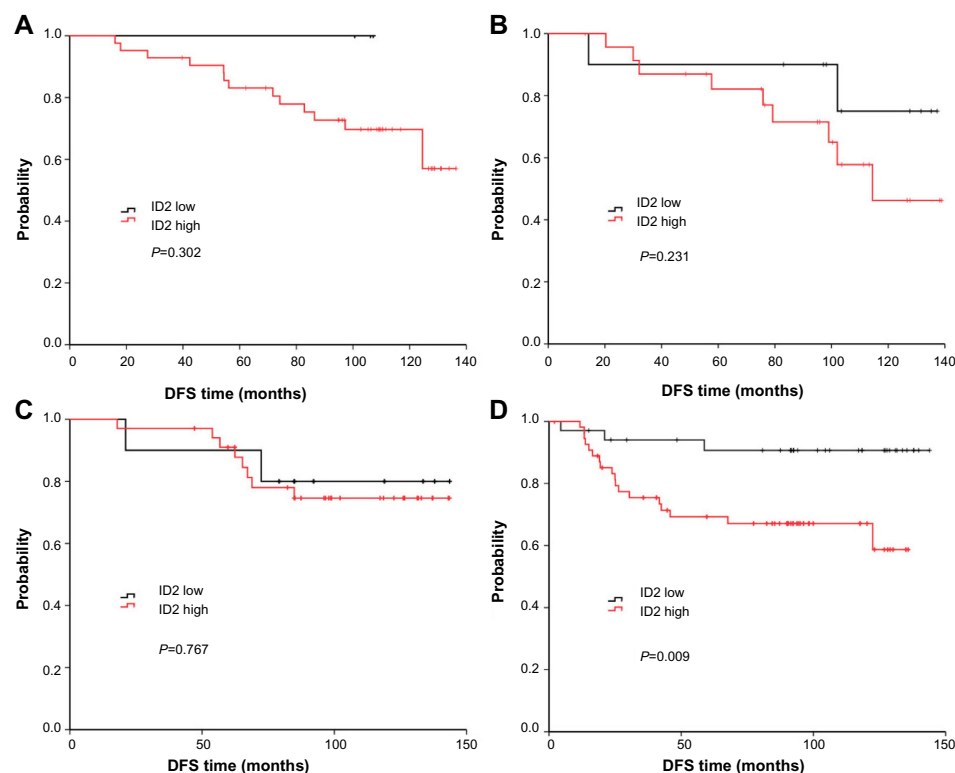 A
1.0
0.8
0.6
0.4
0.2
0.0
Probability
ID2 low
ID2 high
P=0.302
0
20
40
60
80
100
120
140
DFS time (months)
B
1.0
0.8
0.6
0.4
0.2
0.0
Probability
ID2 low
ID2 high
P=0.231
0
20
40
60
80
100
120
140
DFS time (months)
C
1.0
0.8
0.6
0.4
0.2
0.0
Probability
ID2 low
ID2 high
P=0.767
0
50
100
150
DFS time (months)
D
1.0
0.8
0.6
0.4
0.2
0.0
Probability
ID2 low
ID2 high
P=0.009
0
50
100
150
DFS time (months)